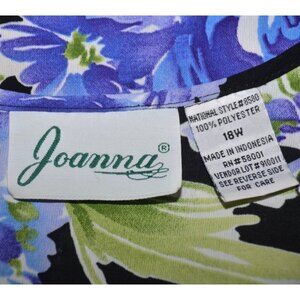 Joanna®
NATIONAL STYLE#8580
100% POLYESTER
18W
MADE IN INDONESIA
RN#58001
VENDOR LOT#910011
SEE REVERSE SIDE
FOR CARE